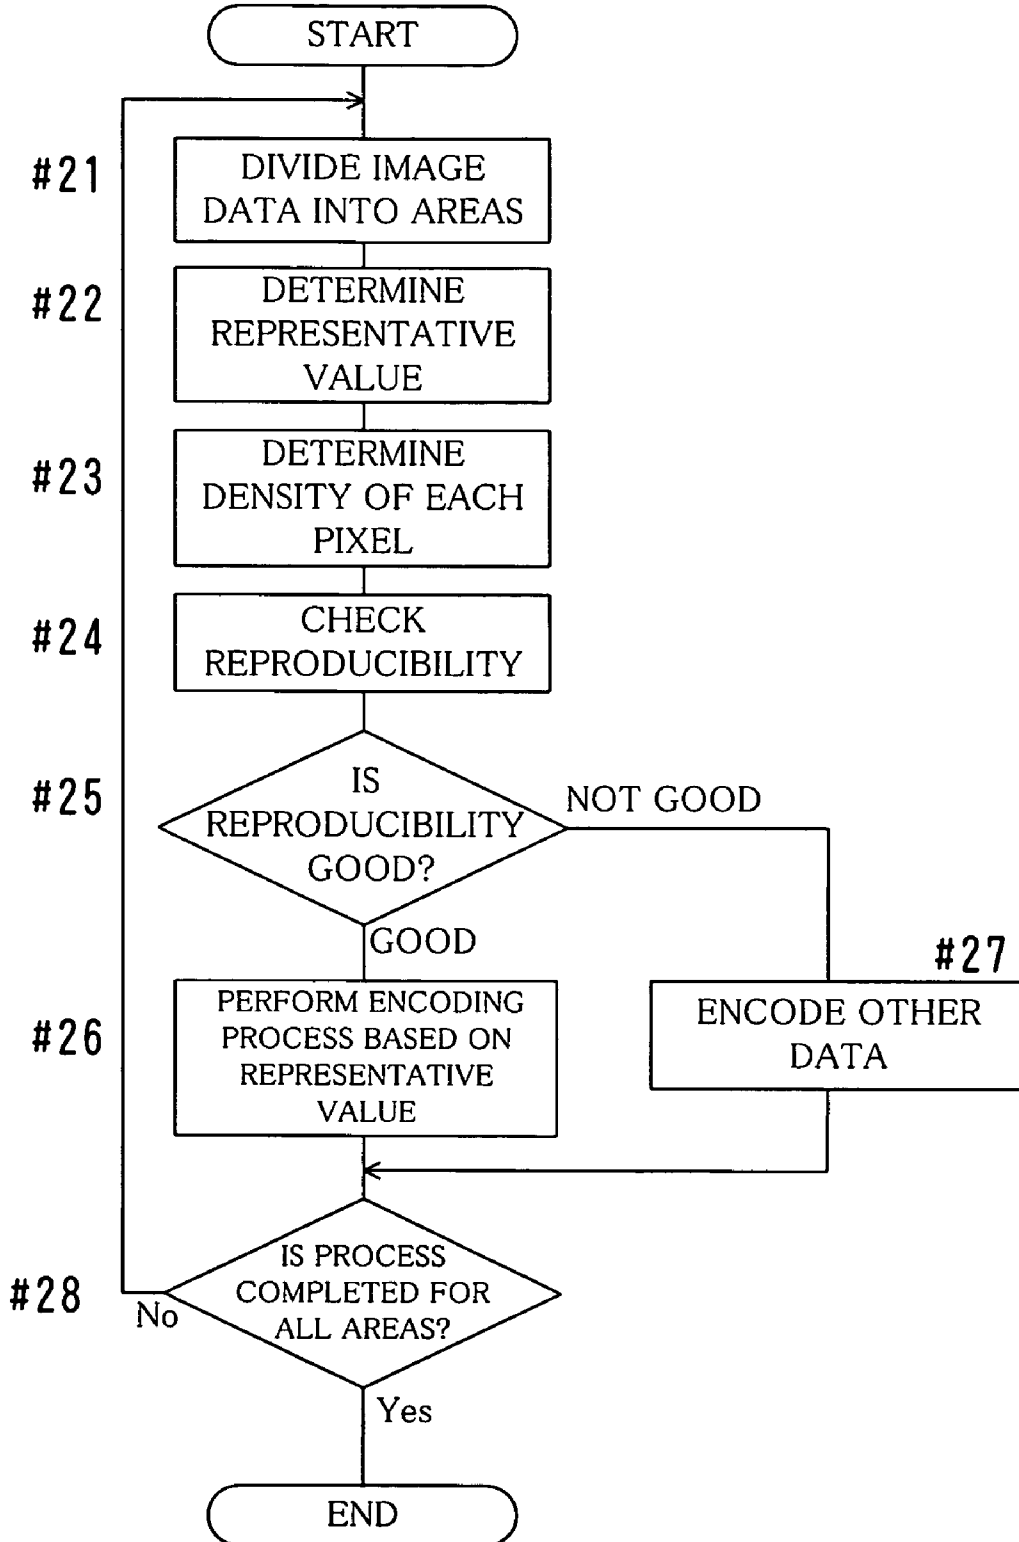 START
#21
DIVIDE IMAGE
DATA INTO AREAS
#22
DETERMINE
REPRESENTATIVE
VALUE
#23
DETERMINE
DENSITY OF EACH
PIXEL
#24
CHECK
REPRODUCIBILITY
#25
IS
REPRODUCIBILITY
GOOD?
NOT GOOD
GOOD
#26
PERFORM ENCODING
PROCESS BASED ON
REPRESENTATIVE
VALUE
#27
ENCODE OTHER
DATA
#28
IS PROCESS
COMPLETED FOR
ALL AREAS?
No
Yes
END